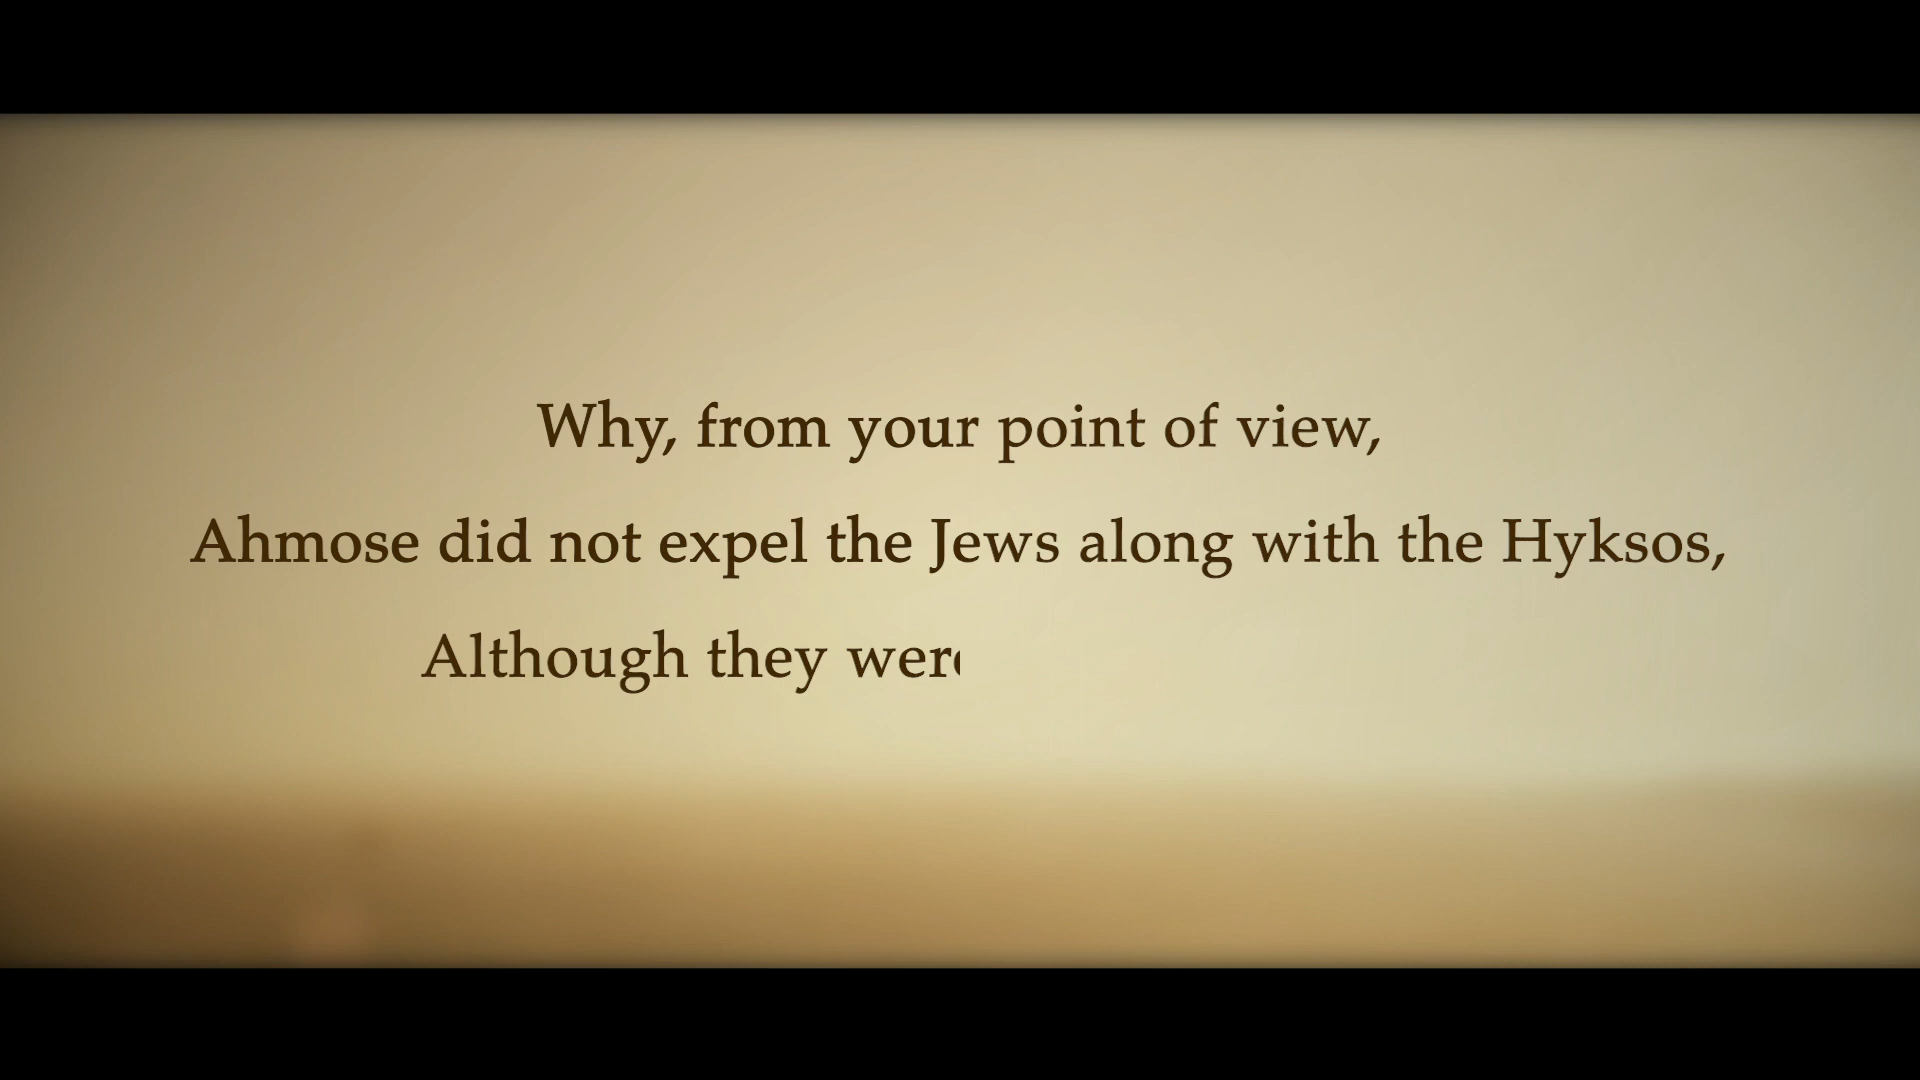 Why, from your point of view,
Ahmose did not expel the Jews along with the Hyksos,
Although they were